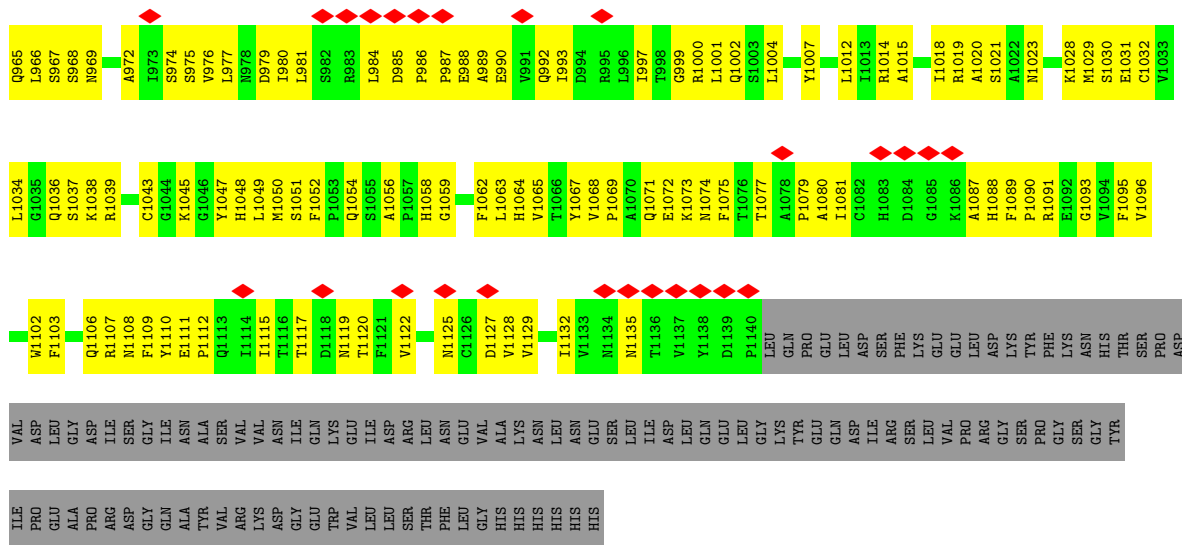 Q965 L966 S967 S968 N969 A972 I973 S974 S975 V976 L977 N978 D979 I980 L981 S982 R983 L984 D985 P986 P987 E988 A989 E990 V991 Q992 I993 D994 R995 L996 I997 T998 G999 R1000 L1001 Q1002 S1003 L1004 Y1007 L1012 I1013 R1014 A1015 I1018 R1019 A1020 S1021 A1022 N1023 K1028 M1029 S1030 E1031 C1032 V1033
L1034 G1035 Q1036 S1037 K1038 R1039 C1043 G1044 K1045 G1046 Y1047 H1048 L1049 M1050 S1051 F1052 P1053 Q1054 S1055 A1056 P1057 H1058 G1059 F1062 L1063 H1064 V1065 T1066 Y1067 V1068 P1069 A1070 Q1071 E1072 K1073 N1074 F1075 T1076 T1077 A1078 P1079 A1080 I1081 C1082 H1083 D1084 G1085 K1086 A1087 H1088 F1089 P1090 R1091 E1092 G1093 V1094 F1095 V1096
W1102 F1103 Q1106 R1107 N1108 F1109 Y1110 E1111 P1112 Q1113 I1114 I1115 T1116 T1117 D1118 N1119 T1120 F1121 V1122 N1125 C1126 D1127 V1128 V1129 I1132 V1133 N1134 N1135 T1136 V1137 Y1138 D1139 P1140 LEU GLN PRO GLU LEU ASP SER PHE LYS GLU GLU LEU ASP LYS TYR PHE LYS ASN HIS THR SER PRO ASP
VAL ASP LEU GLY ASP ILE SER GLY ILE ASN ALA SER VAL VAL ASN ILE GLN LYS GLU ILE ASP ARG LEU ASN GLU VAL ALA LYS ASN LEU ASN GLU SER LEU ILE ASP LEU GLN GLU LEU GLY LYS TYR GLU GLN ASP ILE ARG SER LEU VAL PRO ARG GLY SER PRO GLY SER GLY TYR
ILE PRO GLU ALA PRO ARG ASP GLY GLN ALA TYR VAL ARG LYS ASP GLY GLU TRP VAL LEU LEU SER THR PHE LEU GLY HIS HIS HIS HIS HIS HIS